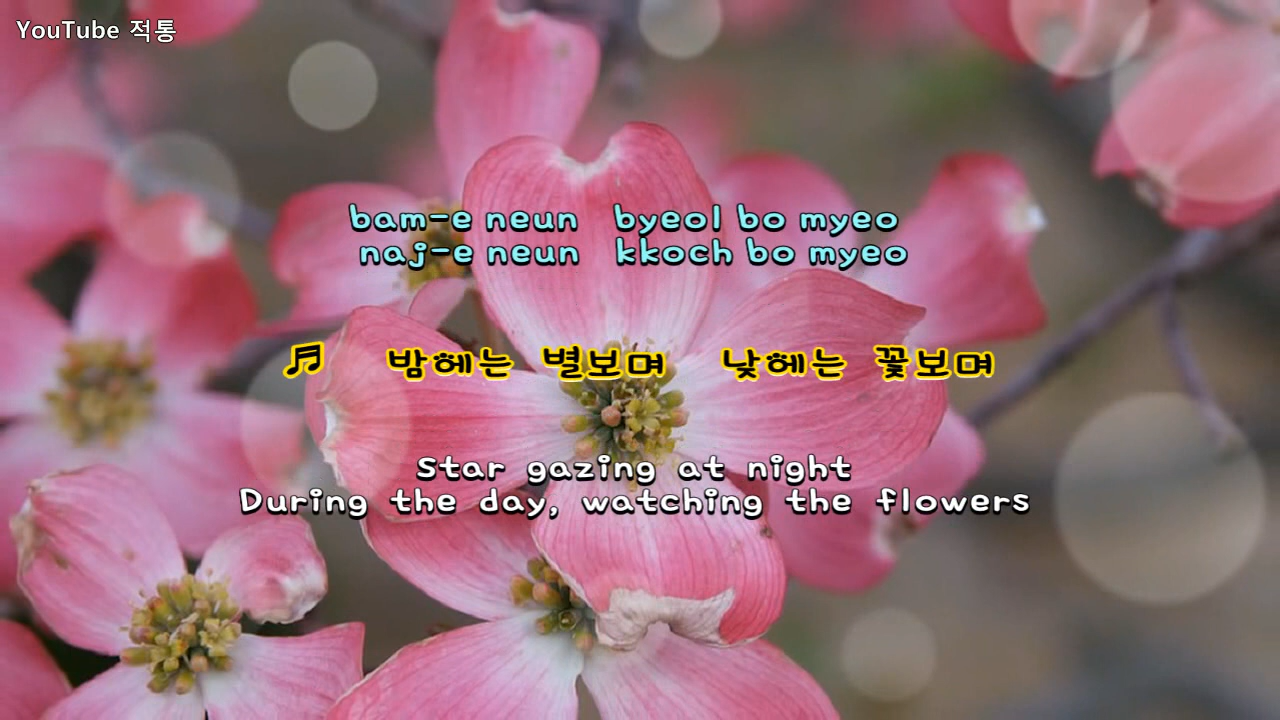 YouTube 적통
bam-e neun byeol bo myeo
naj-e neun kkoch bo myeo
♬ 밤에는 별보며 낮에는 꽃보며
Star gazing at night
During the day, watching the flowers